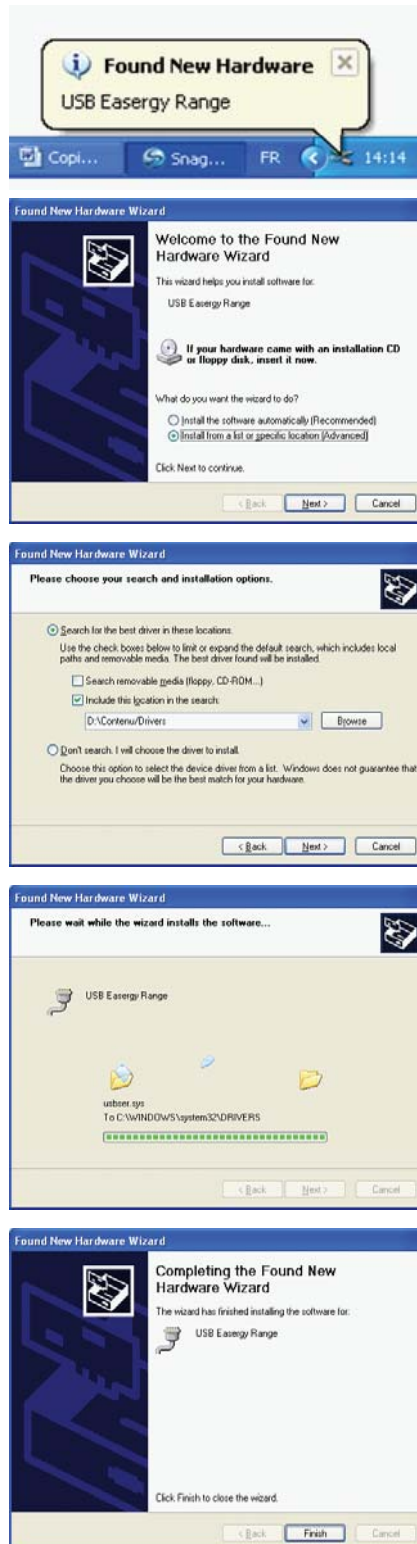 Found New Hardware
USB Easergy Range
Copi...
Snag...
FR
14:14
Found New Hardware Wizard
Welcome to the Found New
Hardware Wizard
This wizard helps you install software for:
USB Easergy Range
If your hardware came with an installation CD
or floppy disk, insert it now.
What do you want the wizard to do?
Install the software automatically (Recommended)
Install from a list or specific location (Advanced)
Click Next to continue.
< Back
Next >
Cancel
Found New Hardware Wizard
Please choose your search and installation options.
Search for the best driver in these locations.
Use the check boxes below to limit or expand the default search, which includes local
paths and removable media. The best driver found will be installed.
Search removable media (floppy, CD-ROM...)
Include this location in the search:
D:\Contenu/Drivers
Browse
Don't search. I will choose the driver to install.
Choose this option to select the device driver from a list. Windows does not guarantee that
the driver you choose will be the best match for your hardware.
< Back
Next >
Cancel
Found New Hardware Wizard
Please wait while the wizard installs the software...
USB Easergy Range
usbser.sys
To C:\WINDOWS\system32\DRIVERS
< Back
Next >
Cancel
Found New Hardware Wizard
Completing the Found New
Hardware Wizard
The wizard has finished installing the software for:
USB Easergy Range
Click Finish to close the wizard.
< Back
Finish
Cancel